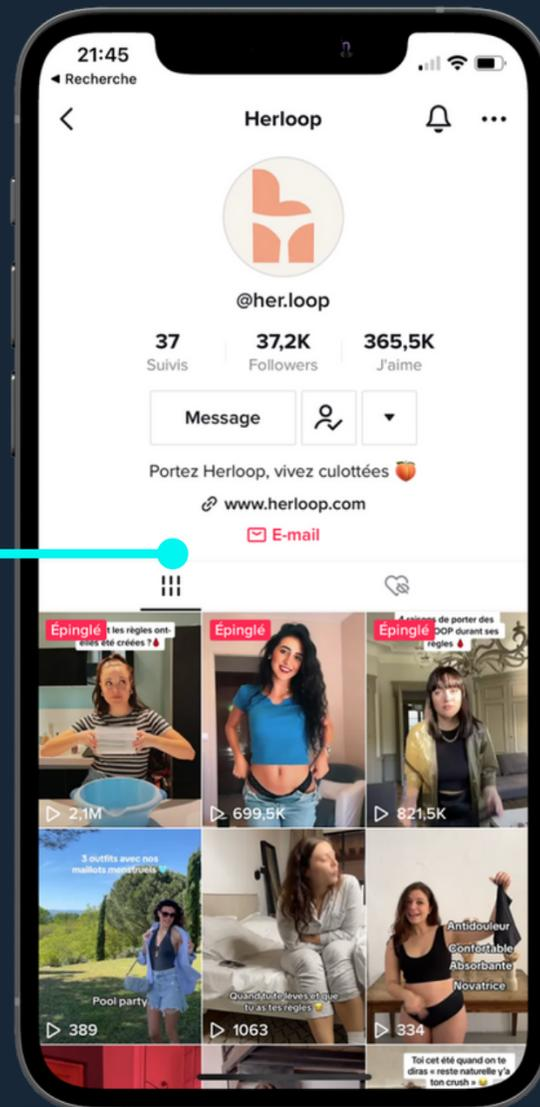 21:45
◄ Recherche
Herloop
@her.loop
37
Suivis
37,2K
Followers
365,5K
J'aime
Message
Portez Herloop, vivez culottées 🍑
www.herloop.com
E-mail
Épinglé
t les règles ont-
elles été créées ?🩸
2,1M
Épinglé
699,5K
Épinglé
4 raisons de porter des
OOP durant ses
règles 🩸
821,5K
3 outfits avec nos
maillots menstruels
Pool party
389
Quand tu te lèves et que
tu as tes règles
1063
Antidouleur
Confortable
Absorbante
Novatrice
334
Toi cet été quand on te
diras « reste naturelle y'a
ton crush »